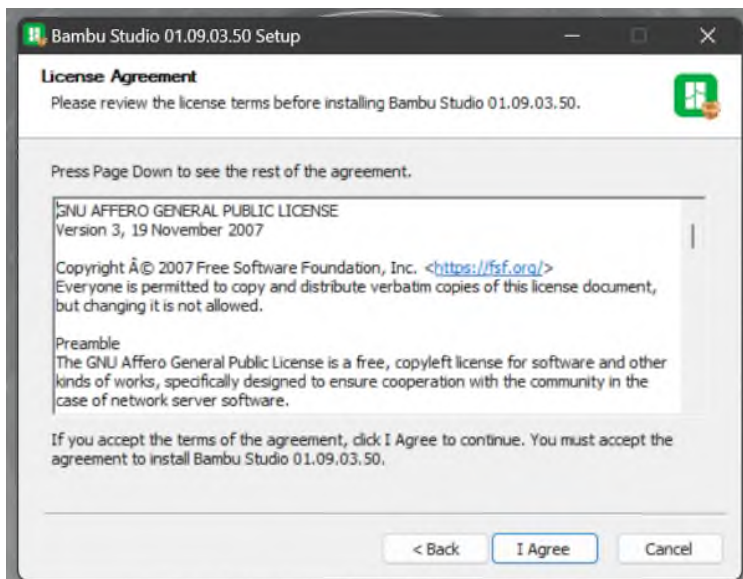 Bambu Studio 01.09.03.50 Setup
License Agreement
Please review the license terms before installing Bambu Studio 01.09.03.50.
Press Page Down to see the rest of the agreement.
GNU AFFERO GENERAL PUBLIC LICENSE
Version 3, 19 November 2007
Copyright Â© 2007 Free Software Foundation, Inc. <https://fsf.org/>
Everyone is permitted to copy and distribute verbatim copies of this license document,
but changing it is not allowed.
Preamble
The GNU Affero General Public License is a free, copyleft license for software and other
kinds of works, specifically designed to ensure cooperation with the community in the
case of network server software.
If you accept the terms of the agreement, click I Agree to continue. You must accept the
agreement to install Bambu Studio 01.09.03.50.
< Back
I Agree
Cancel